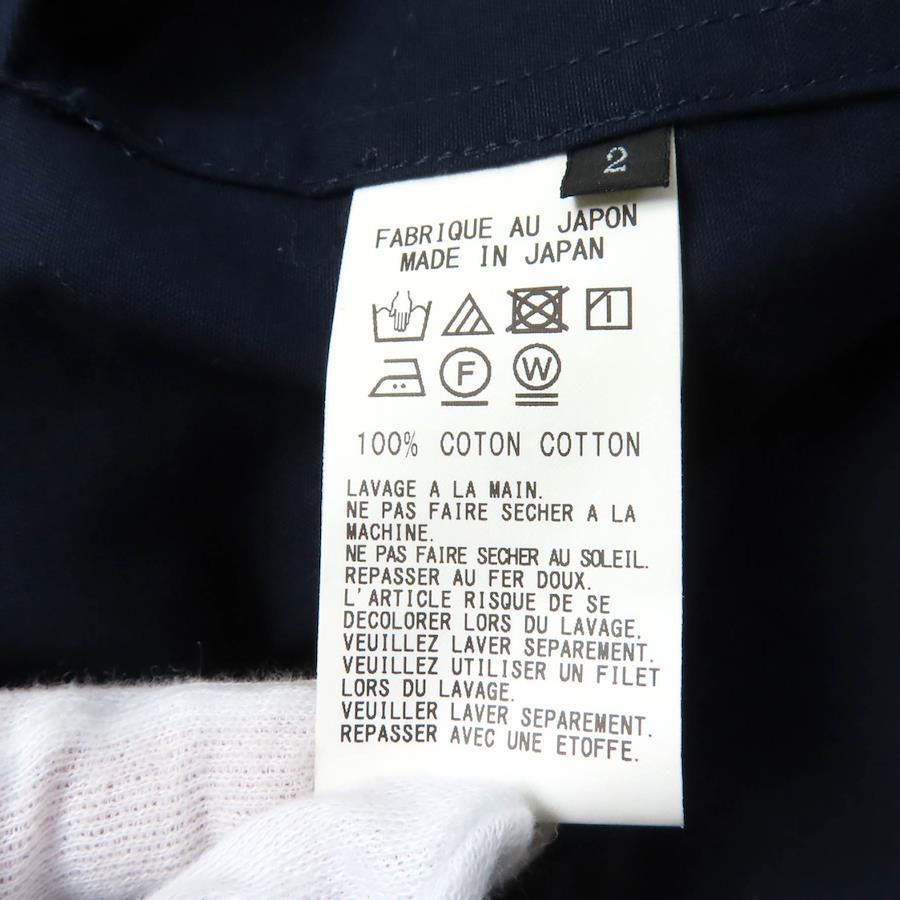 2
FABRIQUE AU JAPON
MADE IN JAPAN
F W
100% COTON COTTON
LAVAGE A LA MAIN.
NE PAS FAIRE SECHER A LA
MACHINE.
NE PAS FAIRE SECHER AU SOLEIL.
REPASSER AU FER DOUX.
L'ARTICLE RISQUE DE SE
DECOLORER LORS DU LAVAGE.
VEUILLEZ LAVER SEPAREMENT.
VEUILLEZ UTILISER UN FILET
LORS DU LAVAGE.
VEUILLER LAVER SEPAREMENT.
REPASSER AVEC UNE ETOFFE.